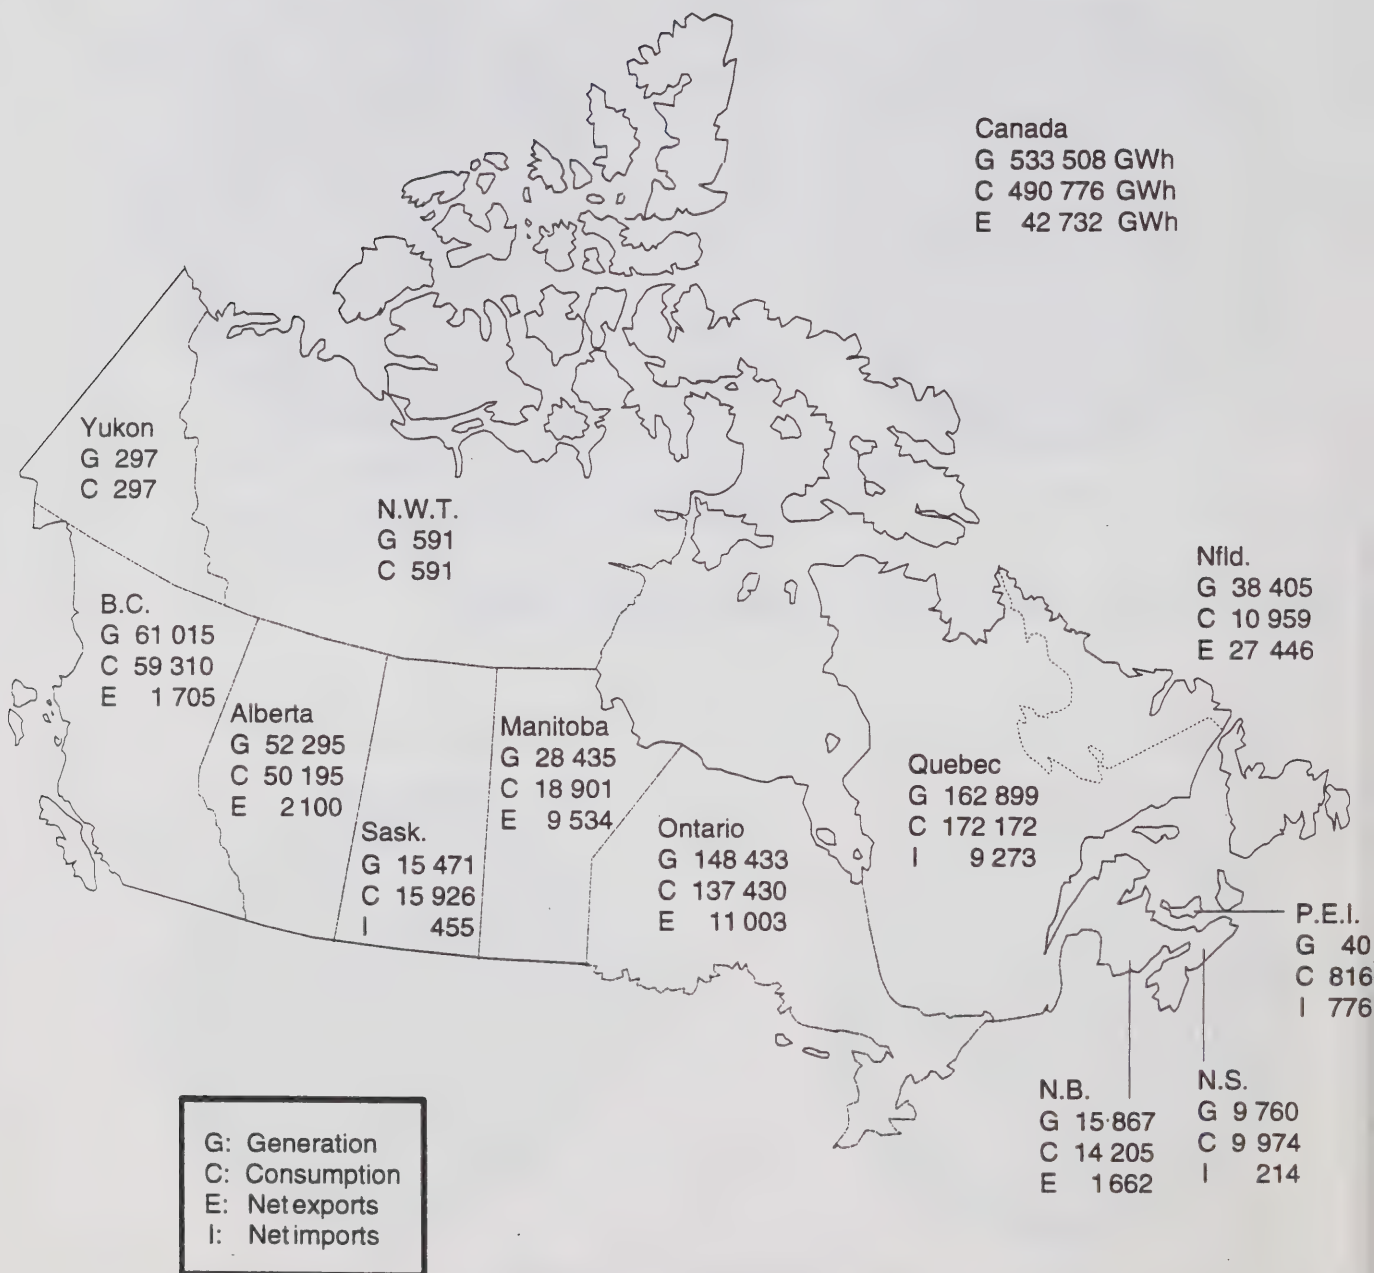 Canada
G 533 508 GWh
C 490 776 GWh
E 42 732 GWh
Yukon
G 297
C 297
N.W.T.
G 591
C 591
Nfld.
G 38 405
C 10 959
E 27 446
B.C.
G 61 015
C 59 310
E 1 705
Alberta
G 52 295
C 50 195
E 2 100
Sask.
G 15 471
C 15 926
I 455
Manitoba
G 28 435
C 18 901
E 9 534
Ontario
G 148 433
C 137 430
E 11 003
Quebec
G 162 899
C 172 172
I 9 273
P.E.I.
G 40
C 816
I 776
N.B.
G 15 867
C 14 205
E 1 662
N.S.
G 9 760
C 9 974
I 214
G: Generation
C: Consumption
E: Net exports
I: Net imports